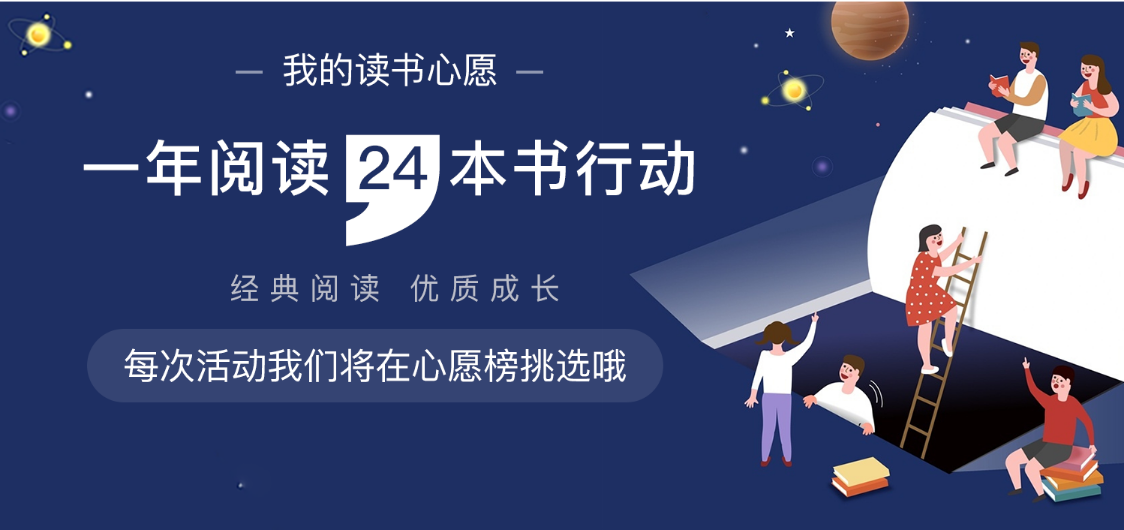 — 我的读书心愿 —
一年阅读24本书行动
经典阅读 优质成长
每次活动我们将在心愿榜挑选哦